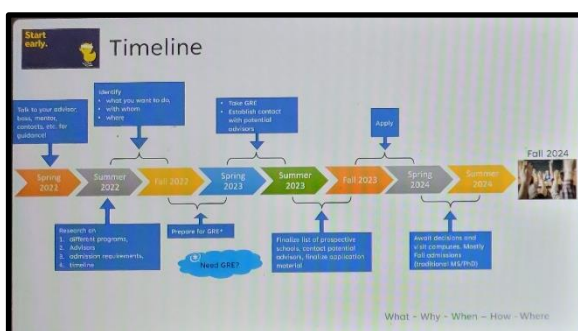 Start
early.
Timeline
Talk to your advisor,
boss, mentor,
contacts, etc. for
guidance!
Identify
• what you want to do,
• with whom
• where
• Take GRE
• Establish contact
with potential
advisors
Apply
Fall 2024
Spring
2022
Summer
2022
Fall 2022
Spring
2023
Summer
2023
Fall 2023
Spring
2024
Summer
2024
Research on
1. different programs,
2. Advisors
3. admission requirements,
4. timeline
Prepare for GRE*
Need GRE?
Finalize list of prospective
schools, contact potential
advisors, finalize application
material
Await decisions and
visit campuses. Mostly
Fall admissions
(traditional MS/PhD)
What - Why - When - How - Where